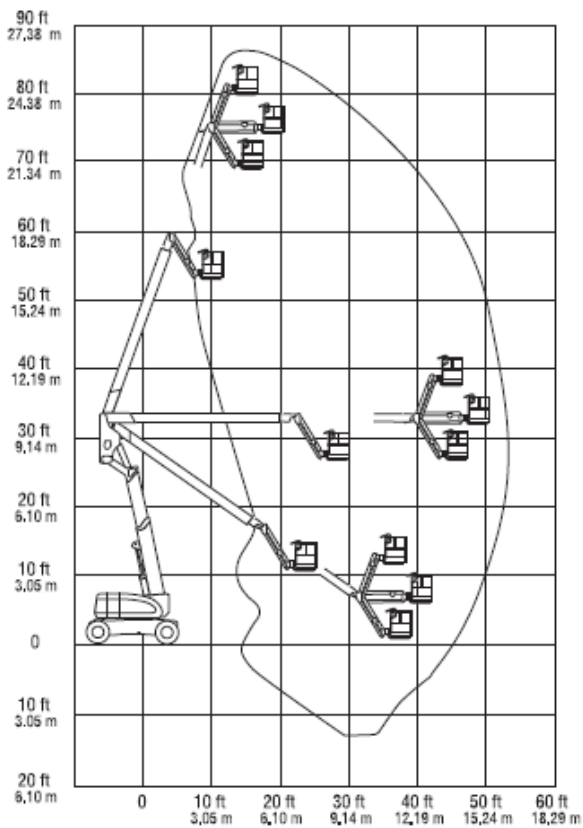 90 ft
27,38 m
80 ft
24.38 m
70 ft
21.34 m
60 ft
18.29 m
50 ft
15,24 m
40 ft
12,19 m
30 ft
9,14 m
20 ft
6,10 m
10 ft
3.05 m
0
10 ft
3.05 m
20 ft
6,10 m
0
10 ft
3,05 m
20 ft
6,10 m
30 ft
9,14 m
40 ft
12,19 m
50 ft
15,24 m
60 ft
18,29 m